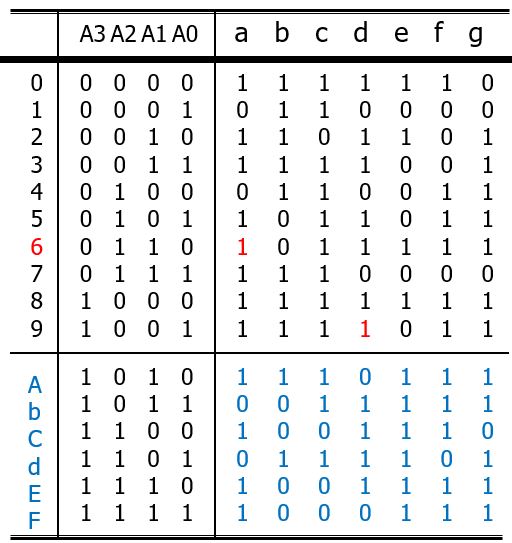 A3 A2 A1 A0 a b c d e f g
0 0 0 0 0 1 1 1 1 1 1 0
1 0 0 0 1 0 1 1 0 0 0 0
2 0 0 1 0 1 1 0 1 1 0 1
3 0 0 1 1 1 1 1 1 0 0 1
4 0 1 0 0 0 1 1 0 0 1 1
5 0 1 0 1 1 0 1 1 0 1 1
6 0 1 1 0 1 0 1 1 1 1 1
7 0 1 1 1 1 1 1 0 0 0 0
8 1 0 0 0 1 1 1 1 1 1 1
9 1 0 0 1 1 1 1 1 0 1 1
A 1 0 1 0 1 1 1 0 1 1 1
b 1 0 1 1 0 0 1 1 1 1 1
C 1 1 0 0 1 0 0 1 1 1 0
d 1 1 0 1 0 1 1 1 1 0 1
E 1 1 1 0 1 0 0 1 1 1 1
F 1 1 1 1 1 0 0 0 1 1 1